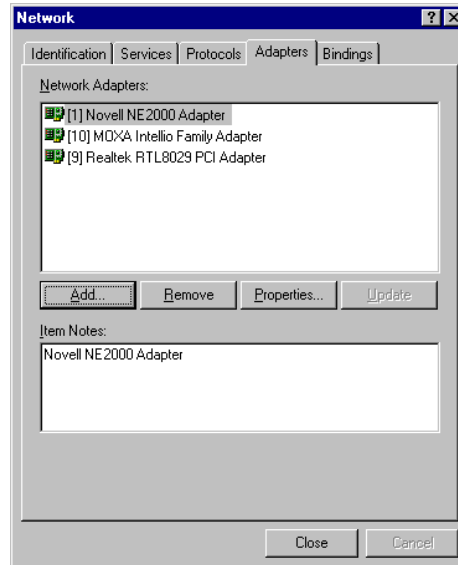 Network
? X
Identification Services Protocols Adapters Bindings
Network Adapters:
[1] Novell NE2000 Adapter
[10] MOXA Intellio Family Adapter
[9] Realtek RTL8029 PCI Adapter
Add... Remove Properties... Update
Item Notes:
Novell NE2000 Adapter
Close Cancel